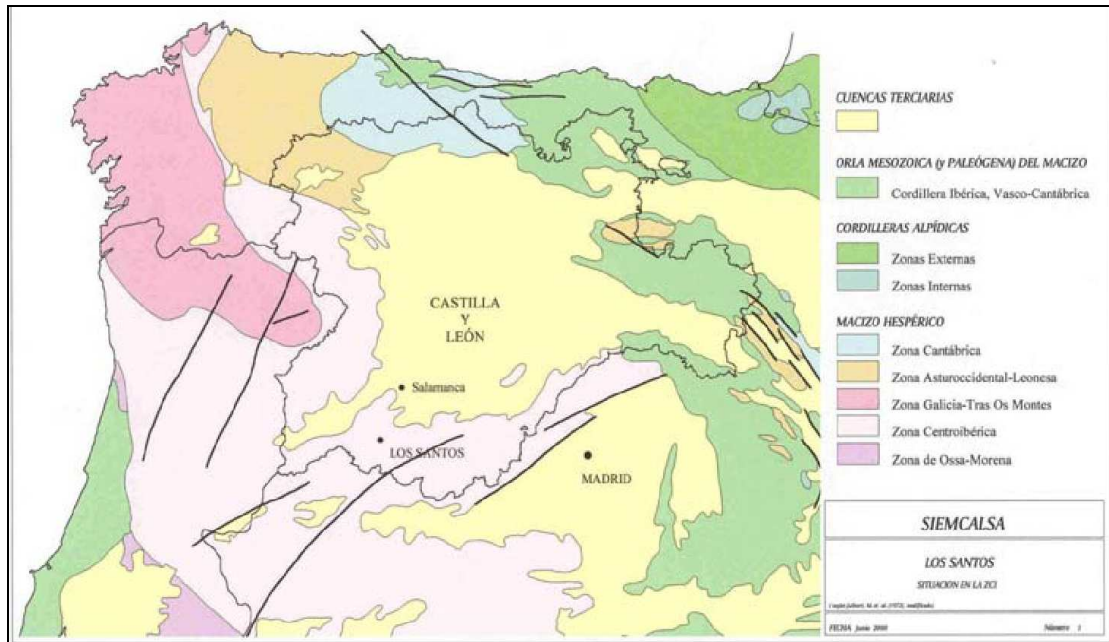 CASTILLA
Y
LEÓN
Salamanca
LOS SANTOS
MADRID
CUENCAS TERCIARIAS
ORLA MESOZOICA (y PALEÓGENA) DEL MACIZO
Cordillera Ibérica, Vasco-Cantábrica
CORDILLERAS ALPÍDICAS
Zonas Externas
Zonas Internas
MACIZO HESPÉRICO
Zona Cantábrica
Zona Asturoccidental-Leonesa
Zona Galicia-Tras Os Montes
Zona Centroibérica
Zona de Ossa-Morena
SIEMCALSA
LOS SANTOS
SITUACION EN LA ZCI
modificado)
FECHA Junio 2000
Número 1